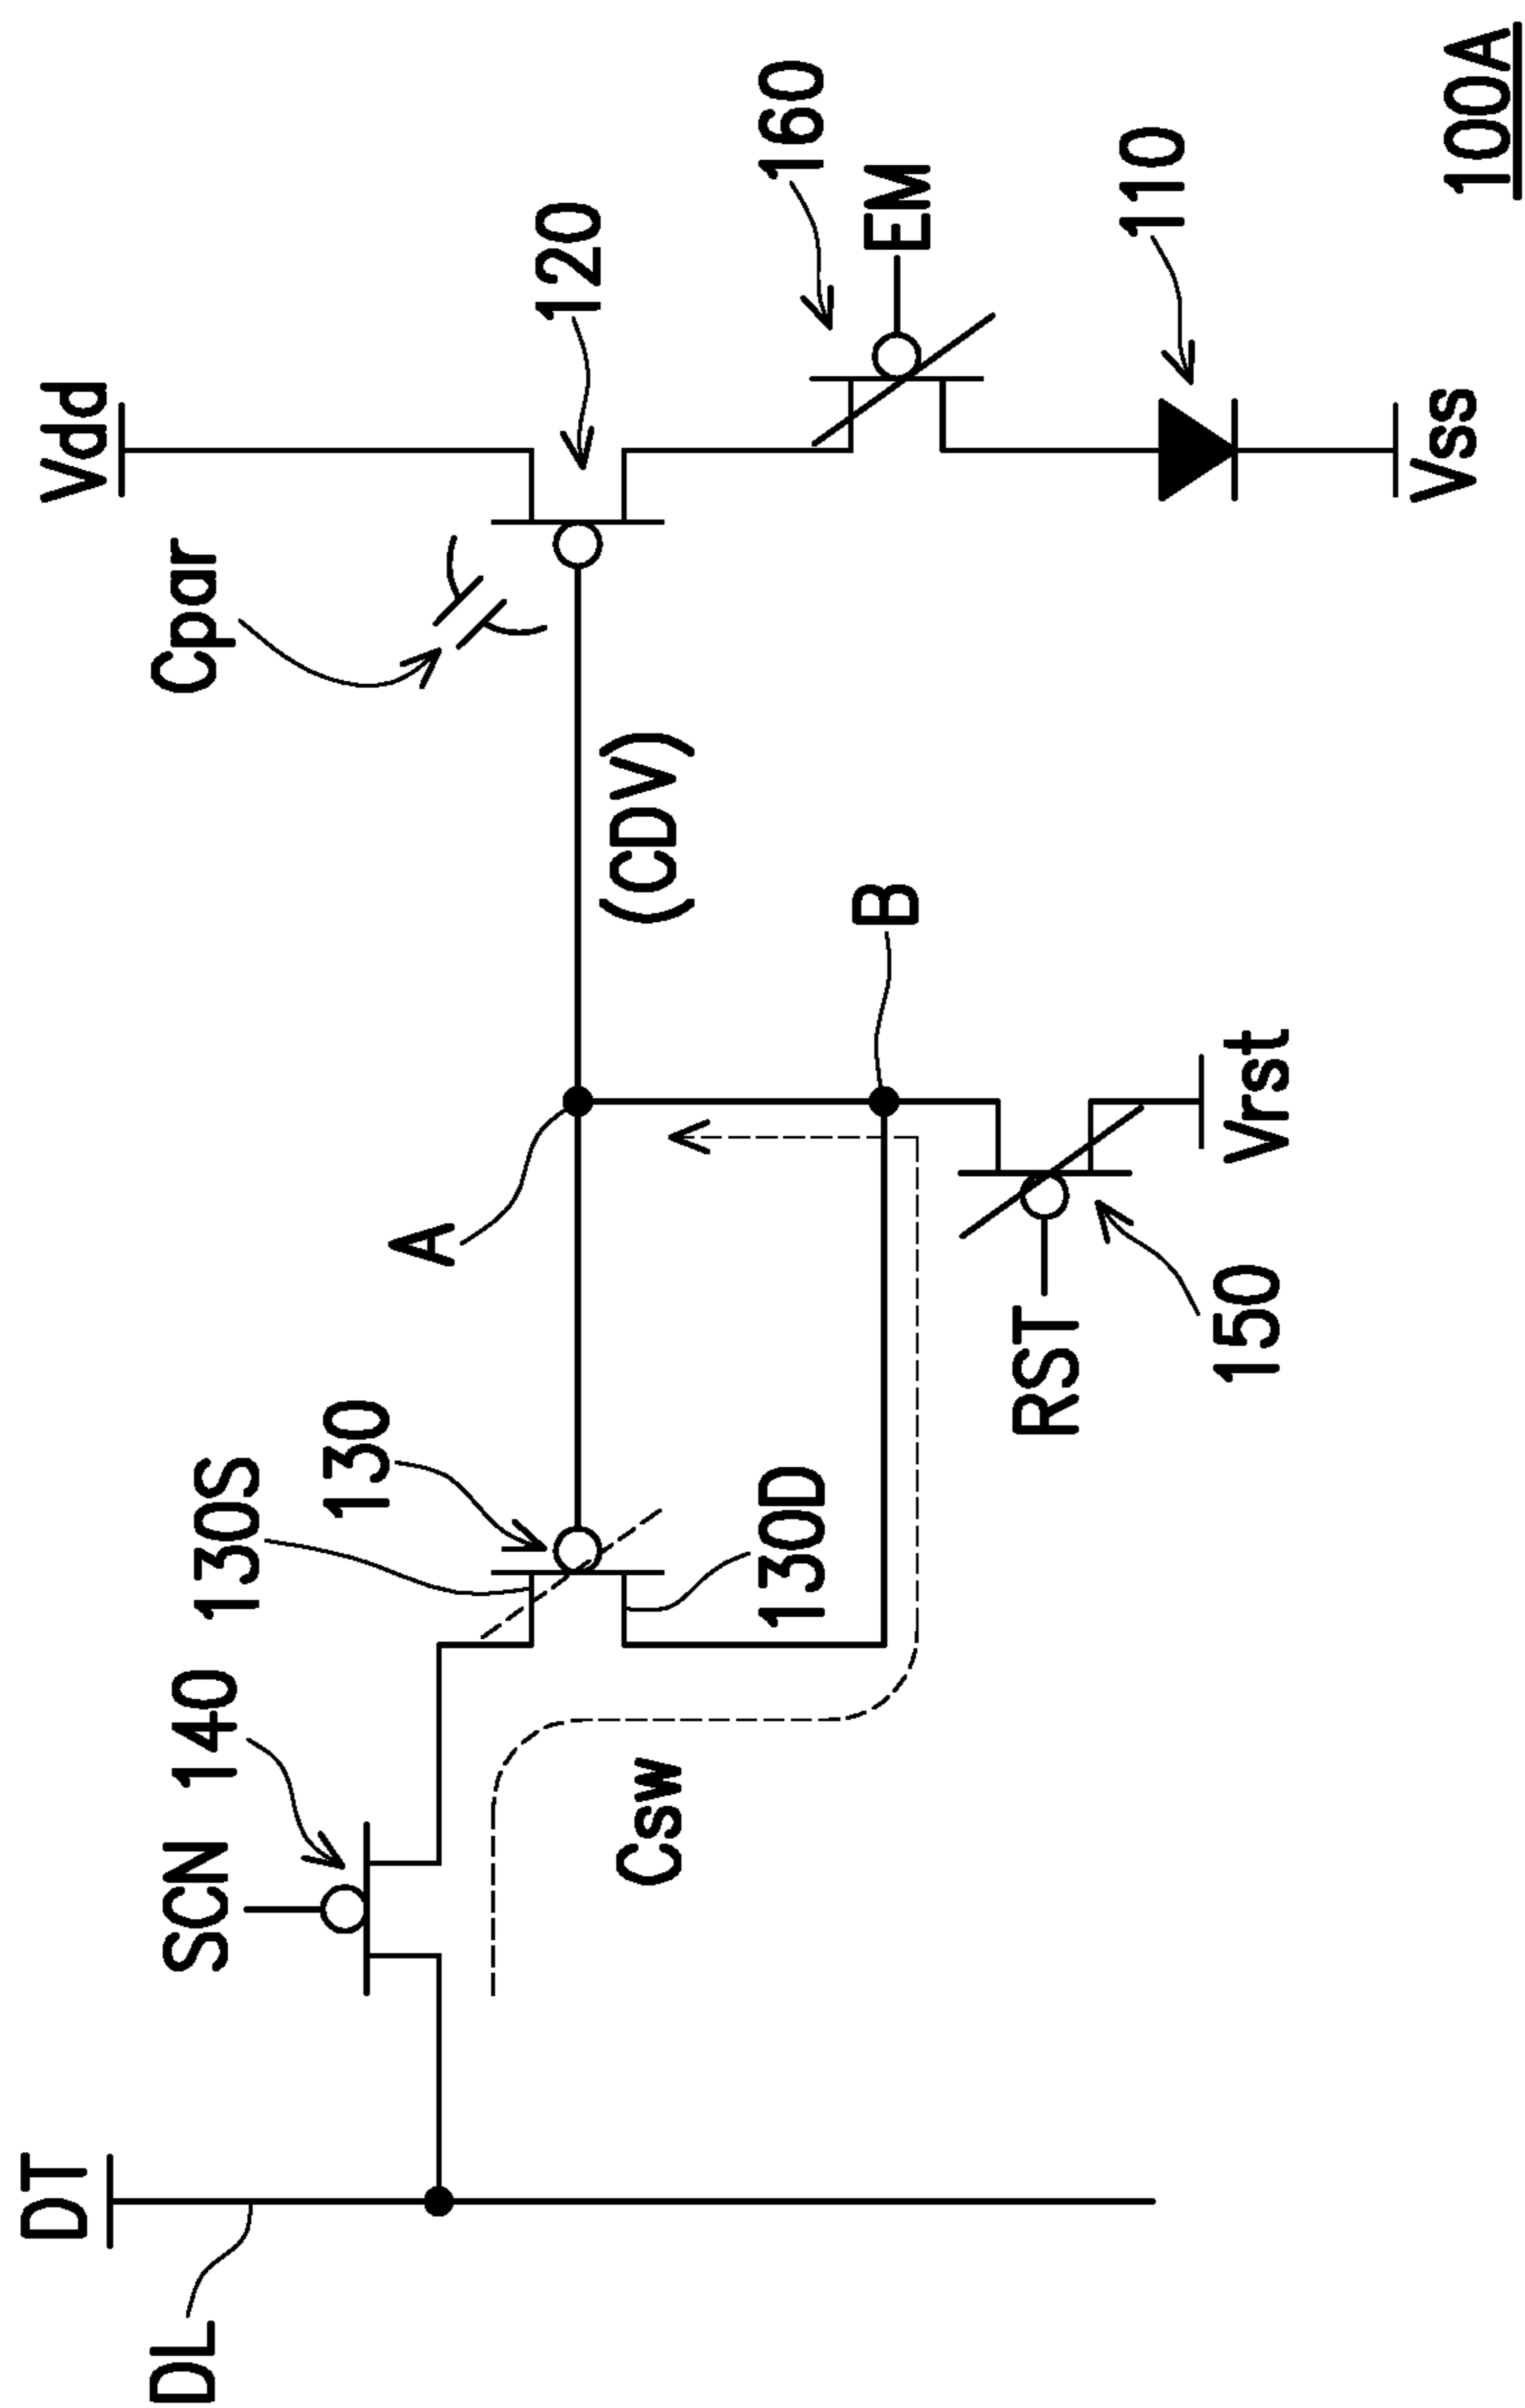 DL
DT
SCN
140
130S
130
130D
Csw
A
B
(CDV)
Cpar
Vdd
120
160
EM
110
Vss
RST
150
Vrst
100A